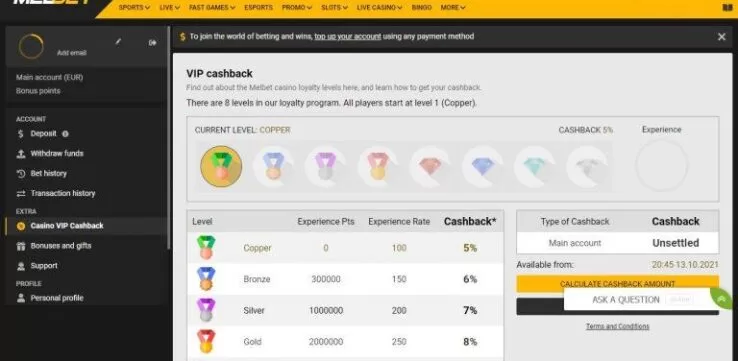 MELBET
SPORTS LIVE FAST GAMES ESPORTS PROMO SLOTS LIVE CASINO BINGO MORE
Add email
$ To join the world of betting and wins, top up your account using any payment method
Main account (EUR)
Bonus points
ACCOUNT
Deposit
Withdraw funds
Bet history
Transaction history
EXTRA
Casino VIP Cashback
Bonuses and gifts
Support
PROFILE
Personal profile
VIP cashback
Find out about the Melbet casino loyalty levels here, and learn how to get your cashback.
There are 8 levels in our loyalty program. All players start at level 1 (Copper).
CURRENT LEVEL: COPPER CASHBACK 5% Experience
Level Experience Pts Experience Rate Cashback*
Copper 0 100 5%
Bronze 300000 150 6%
Silver 1000000 200 7%
Gold 2000000 250 8%
Type of Cashback Cashback
Main account Unsettled
Available from: 20:45 13.10.2021
CALCULATE CASHBACK AMOUNT
ASK A QUESTION
Terms and Conditions